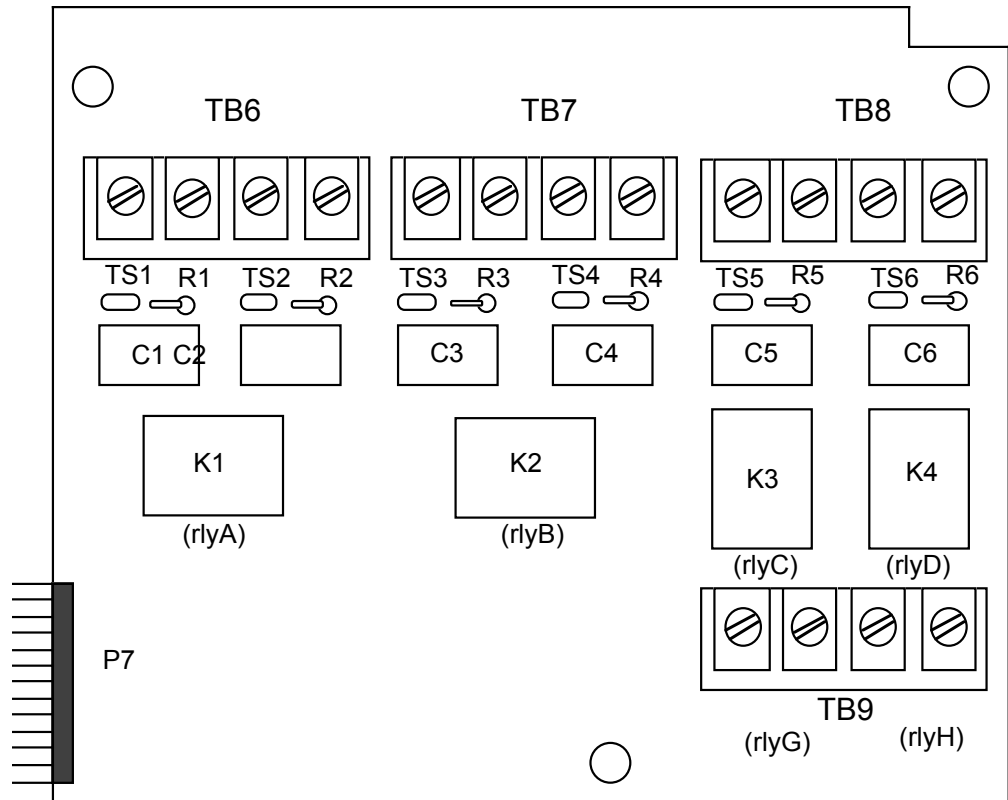 TB6 TB7 TB8
TS1 R1 TS2 R2 TS3 R3 TS4 R4 TS5 R5 TS6 R6
C1 C2 C3 C4 C5 C6
K1 K2 K3 K4
(rlyA) (rlyB) (rlyC) (rlyD)
P7
TB9
(rlyG) (rlyH)